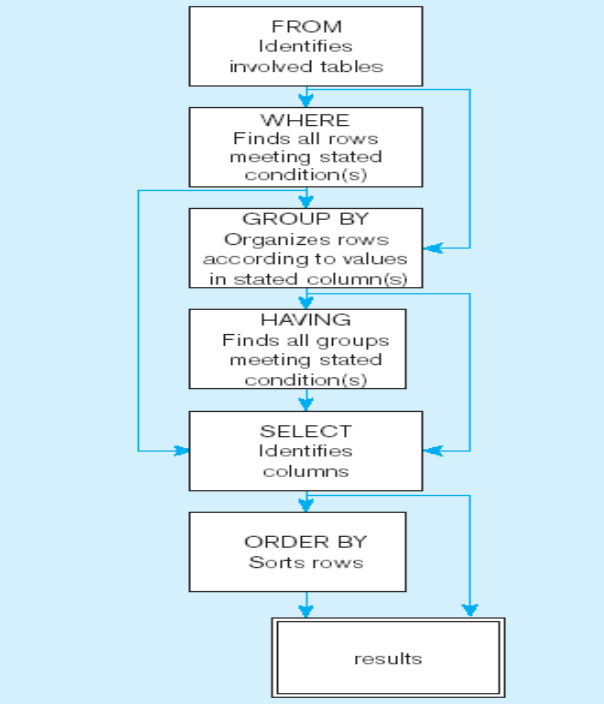 FROM
Identifies
involved tables
WHERE
Finds all rows
meeting stated
condition(s)
GROUP BY
Organizes rows
according to values
in stated column(s)
HAVING
Finds all groups
meeting stated
condition(s)
SELECT
Identifies
columns
ORDER BY
Sorts rows
results